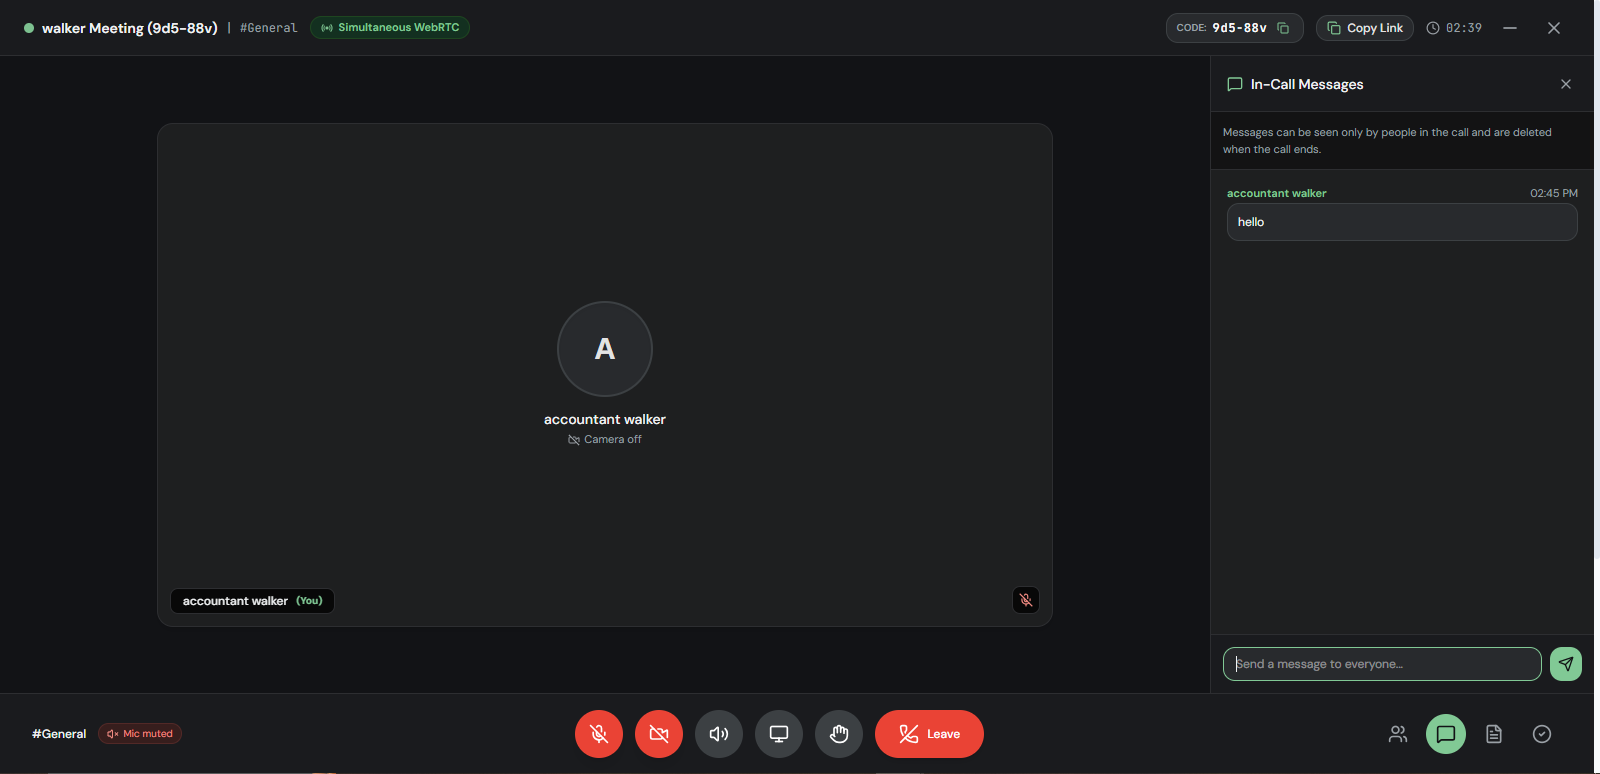 walker Meeting (9d5-88v) | #General Simultaneous WebRTC CODE: 9d5-88v Copy Link 02:39
In-Call Messages
Messages can be seen only by people in the call and are deleted
when the call ends.
accountant walker 02:45 PM
hello
A
accountant walker
Camera off
accountant walker (You)
Send a message to everyone...
#General Mic muted Leave